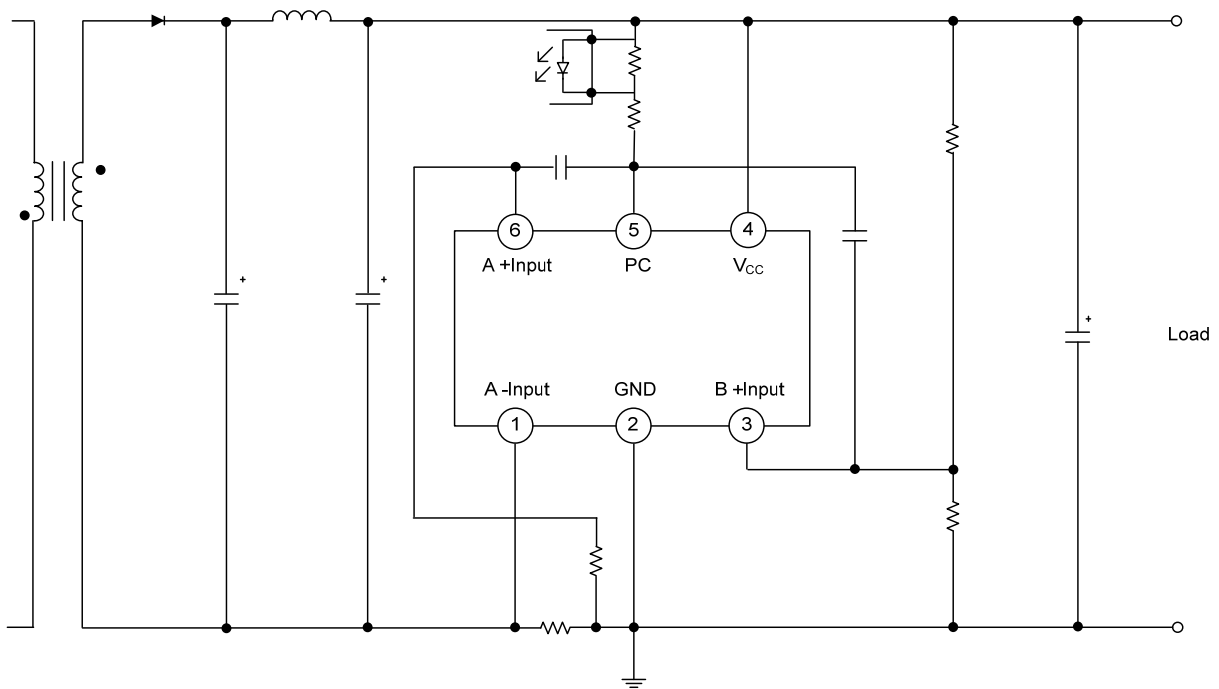 6 5 4
A +Input PC VCC
+ + +
Load
A -Input GND B +Input
1 2 3